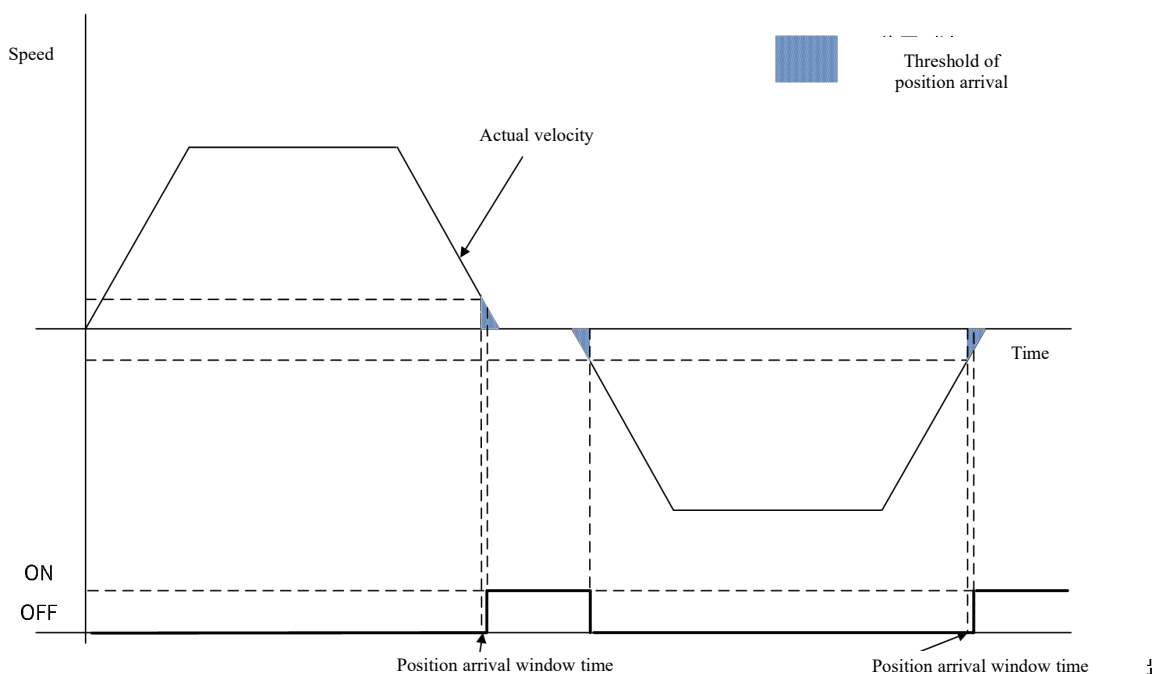 Speed
Threshold of
position arrival
Actual velocity
Time
ON
OFF
Position arrival window time
Position arrival window time